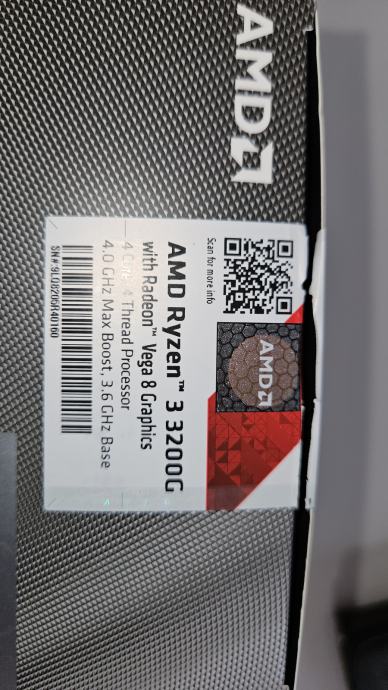 AMD
Scan for more info
AMD
AMD Ryzen™ 3 3200G
with Radeon™ Vega 8 Graphics
4 Core, 4 Thread Processor
4.0 GHz Max Boost, 3.6 GHz Base